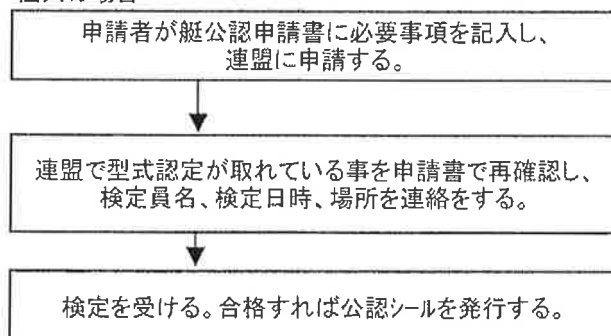 申請者が艇公認申請書に必要事項を記入し、
連盟に申請する。
連盟で型式認定が取れている事を申請書で再確認し、
検定員名、検定日時、場所を連絡をする。
検定を受ける。合格すれば公認シールを発行する。